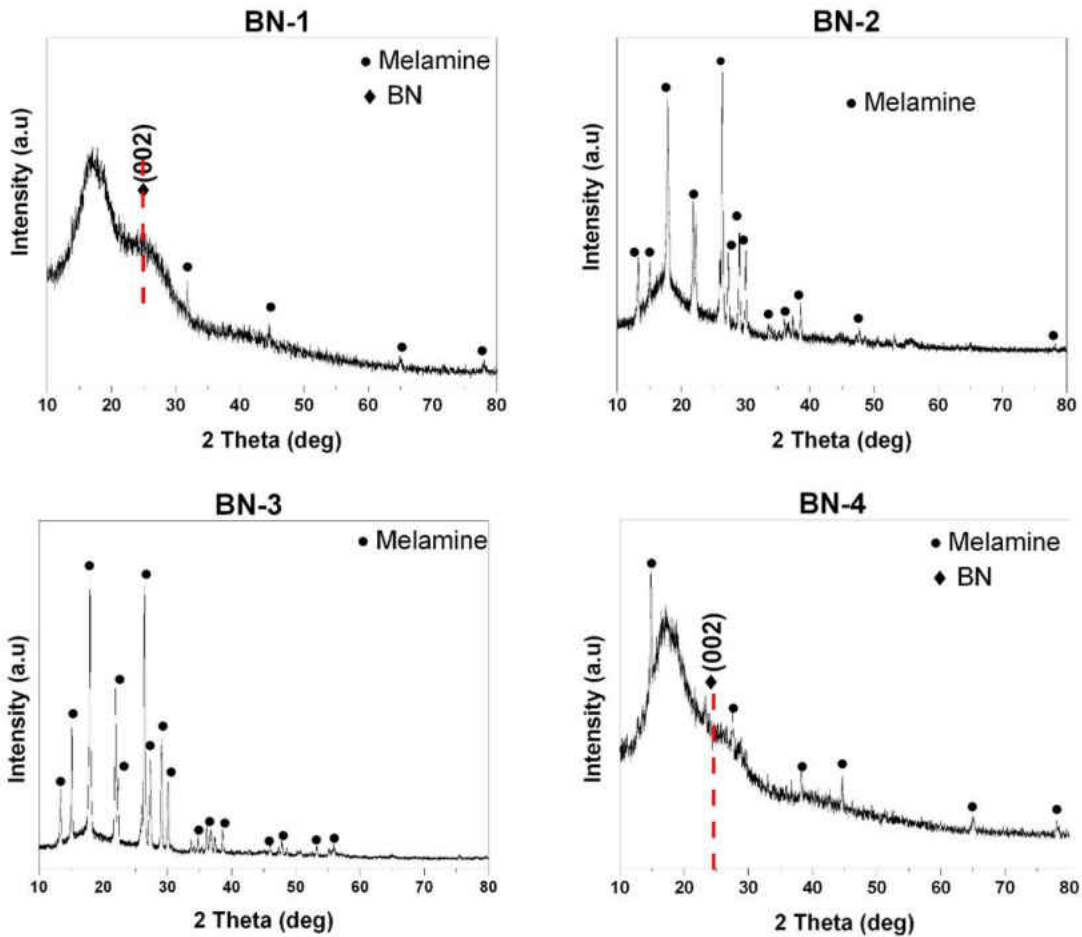 BN-1
● Melamine
◆ BN
(002)
Intensity (a.u)
10 20 30 40 50 60 70 80
2 Theta (deg)
BN-2
● Melamine
Intensity (a.u)
10 20 30 40 50 60 70 80
2 Theta (deg)
BN-3
● Melamine
Intensity (a.u)
10 20 30 40 50 60 70 80
2 Theta (deg)
BN-4
● Melamine
◆ BN
(002)
Intensity (a.u)
10 20 30 40 50 60 70 80
2 Theta (deg)